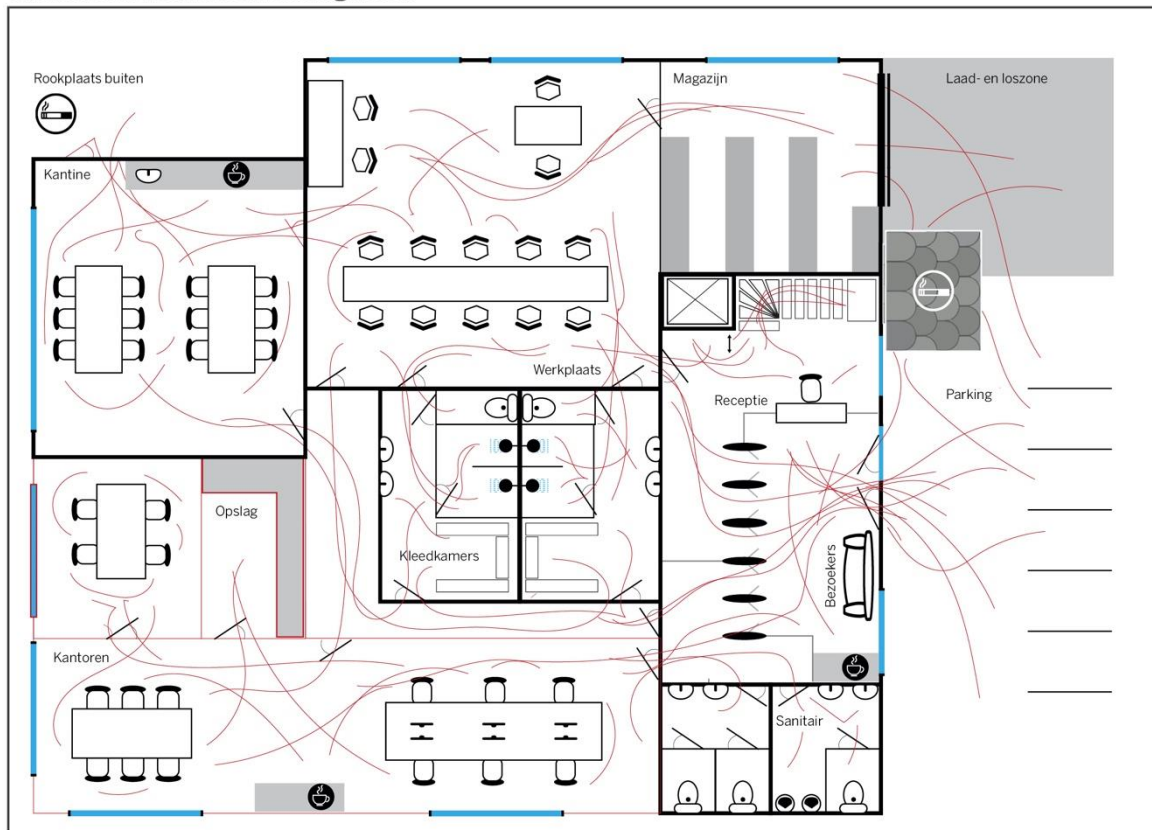 Rookplaats buiten
Magazijn
Laad- en loszone
Kantine
Werkplaats
Receptie
Parking
Opslag
Kleedkamers
Bezoekers
Kantoren
Sanitair